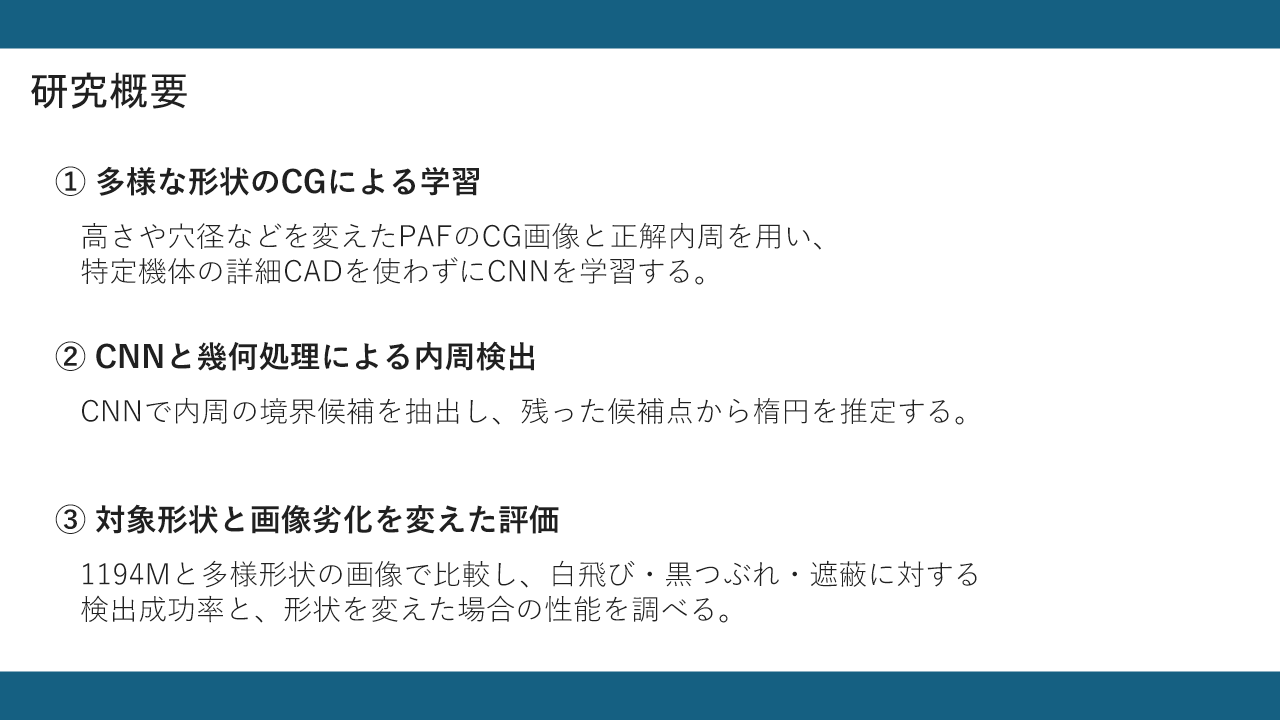 研究概要
① 多様な形状のCGによる学習
高さや穴径などを変えたPAFのCG画像と正解内周を用い、
特定機体の詳細CADを使わずにCNNを学習する。
② CNNと幾何処理による内周検出
CNNで内周の境界候補を抽出し、残った候補点から楕円を推定する。
③ 対象形状と画像劣化を変えた評価
1194Mと多様形状の画像で比較し、白飛び・黒つぶれ・遮蔽に対する
検出成功率と、形状を変えた場合の性能を調べる。